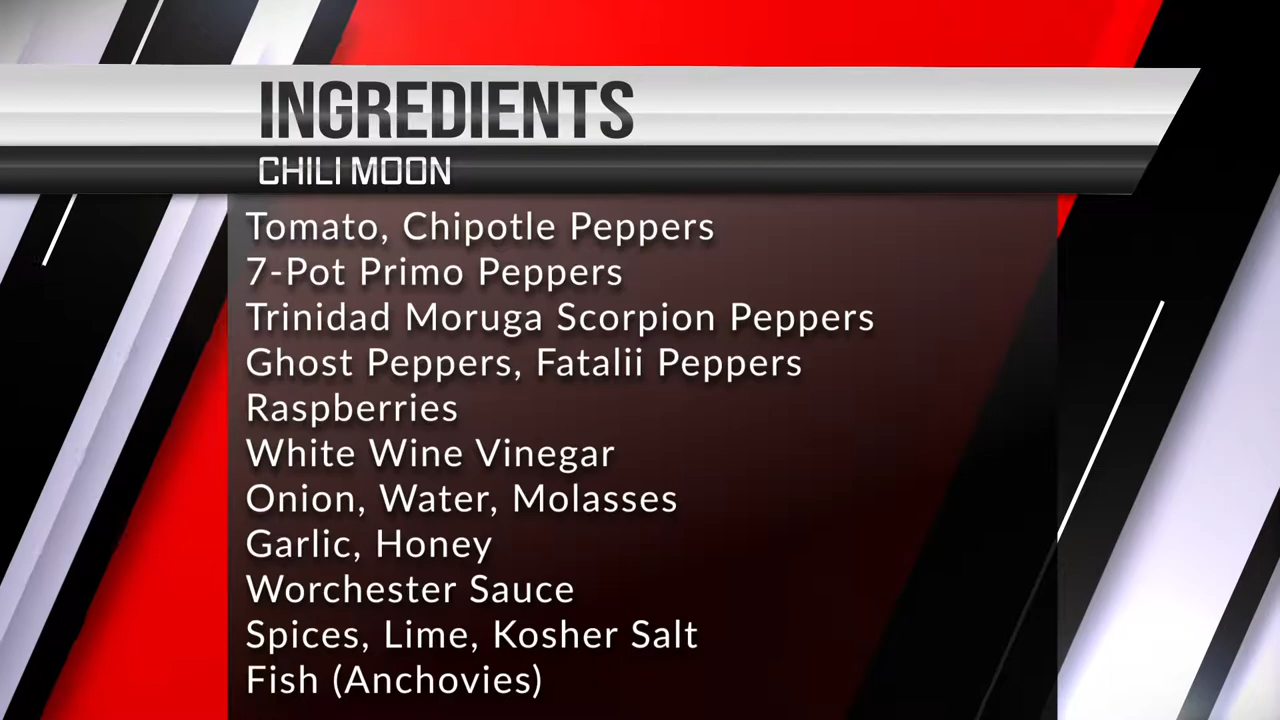 INGREDIENTS
CHILI MOON
Tomato, Chipotle Peppers
7-Pot Primo Peppers
Trinidad Moruga Scorpion Peppers
Ghost Peppers, Fatalii Peppers
Raspberries
White Wine Vinegar
Onion, Water, Molasses
Garlic, Honey
Worchester Sauce
Spices, Lime, Kosher Salt
Fish (Anchovies)